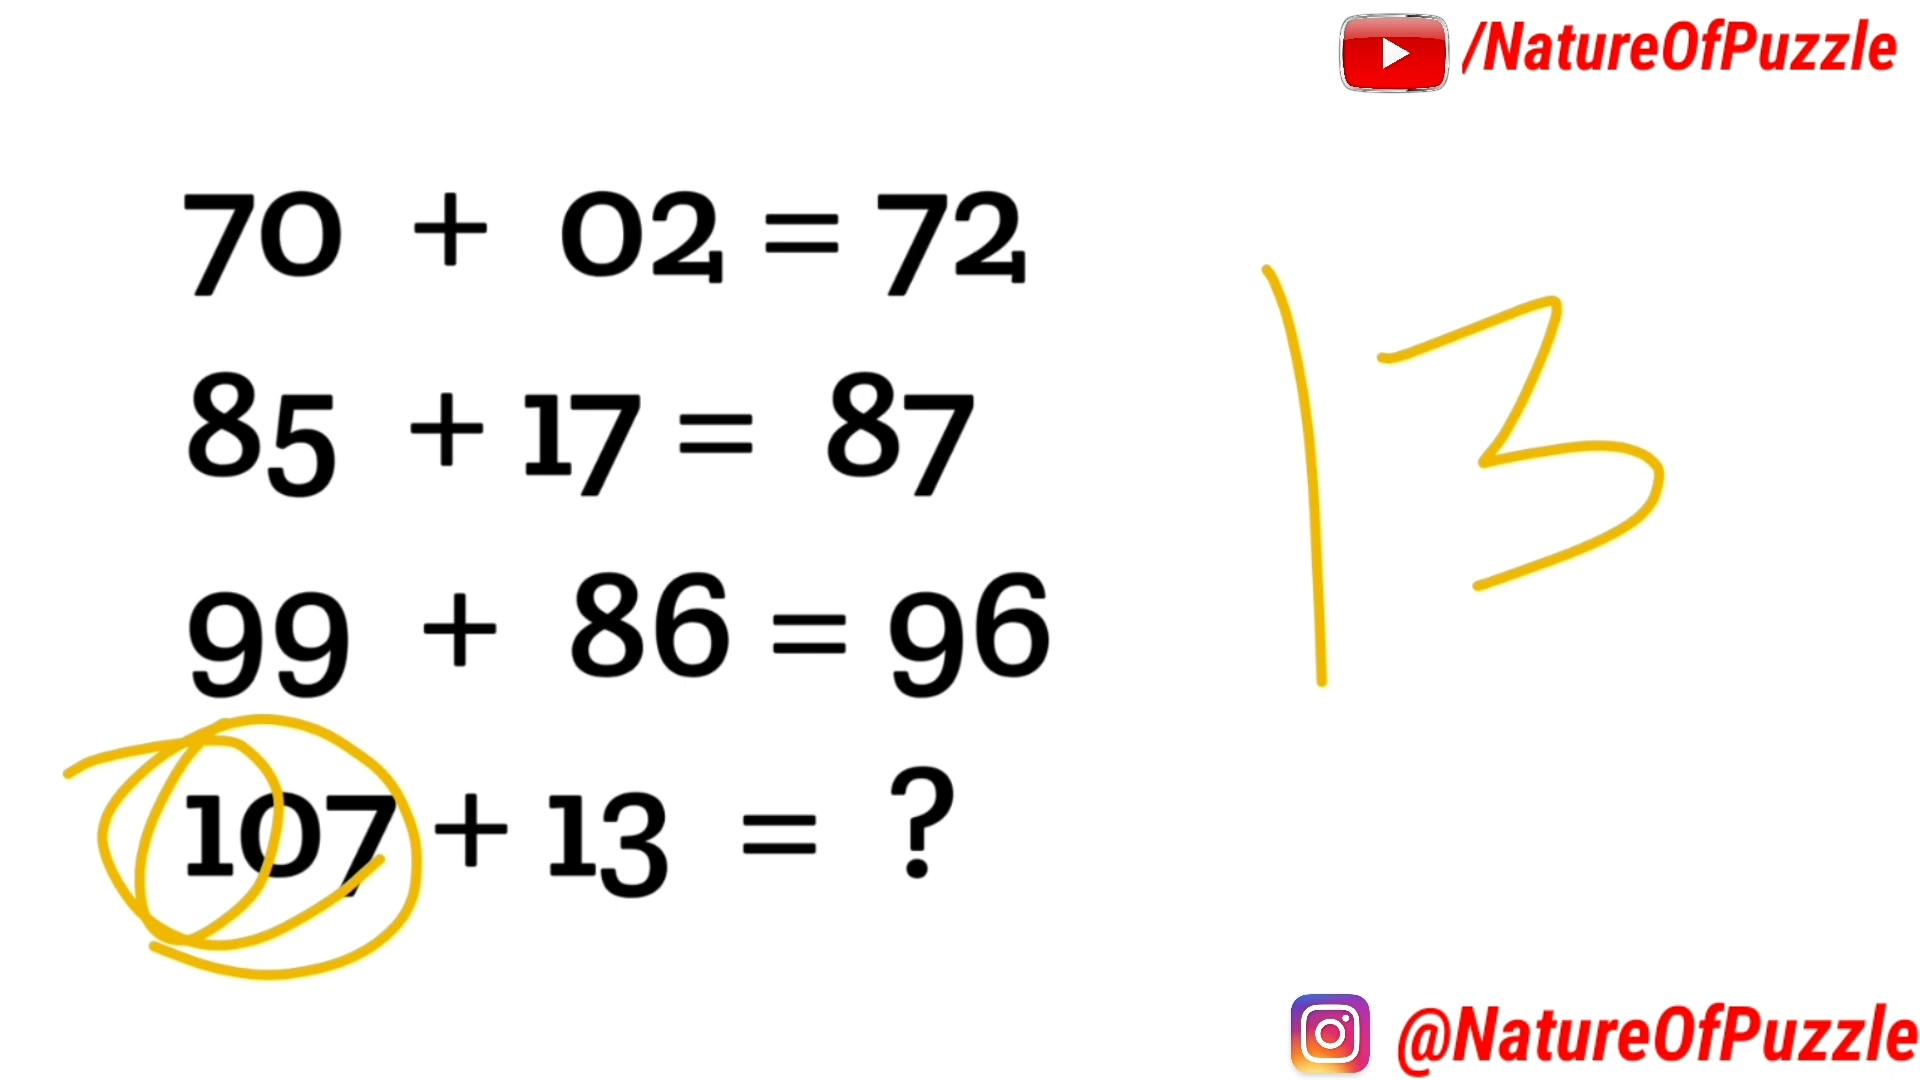 /NatureOfPuzzle
70 + 02 = 72
85 + 17 = 87
99 + 86 = 96
107 + 13 = ?
13
@NatureOfPuzzle